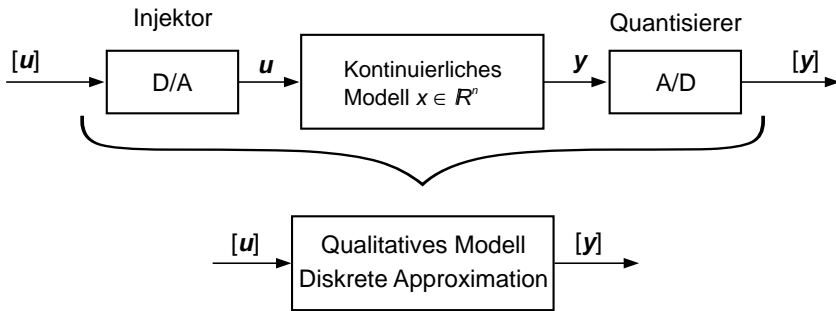 Injektor
Quantisierer
[u]
D/A
u
Kontinuierliches
Modell x ∈ ℝⁿ
y
A/D
[y]
[u]
Qualitatives Modell
Diskrete Approximation
[y]